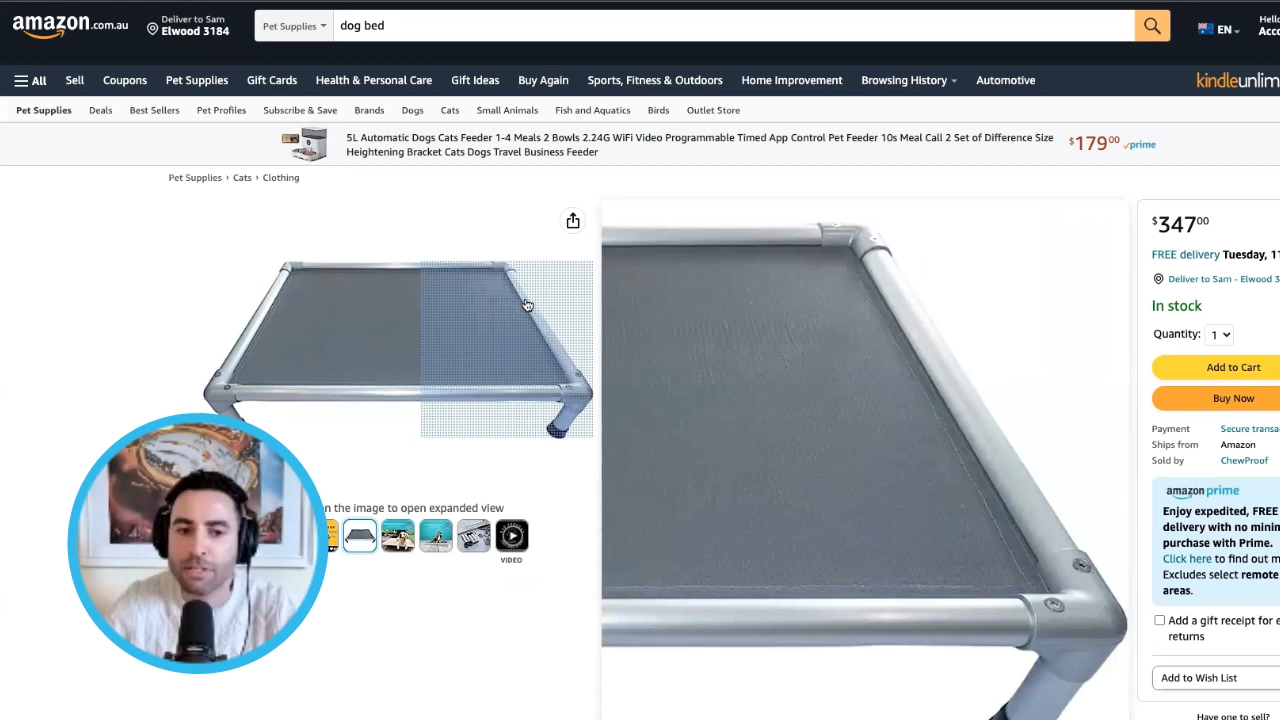 amazon.com.au
Deliver to Sam
Elwood 3184
Pet Supplies
dog bed
EN
Hello
Acco
All
Sell
Coupons
Pet Supplies
Gift Cards
Health & Personal Care
Gift Ideas
Buy Again
Sports, Fitness & Outdoors
Home Improvement
Browsing History
Automotive
kindleunlim
Pet Supplies
Deals
Best Sellers
Pet Profiles
Subscribe & Save
Brands
Dogs
Cats
Small Animals
Fish and Aquatics
Birds
Outlet Store
5L Automatic Dogs Cats Feeder 1-4 Meals 2 Bowls 2.24G WiFi Video Programmable Timed App Control Pet Feeder 10s Meal Call 2 Set of Difference Size
Heightening Bracket Cats Dogs Travel Business Feeder
$17900
prime
Pet Supplies › Cats › Clothing
$34700
FREE delivery Tuesday, 11
Deliver to Sam - Elwood 3
In stock
Quantity: 1
Add to Cart
Buy Now
Payment
Secure transa
Ships from
Amazon
Sold by
ChewProof
n the image to open expanded view
VIDEO
amazon prime
Enjoy expedited, FREE
delivery with no minim
purchase with Prime.
Click here to find out m
Excludes select remote
areas.
Add a gift receipt for e
returns
Add to Wish List
Have one to sell?